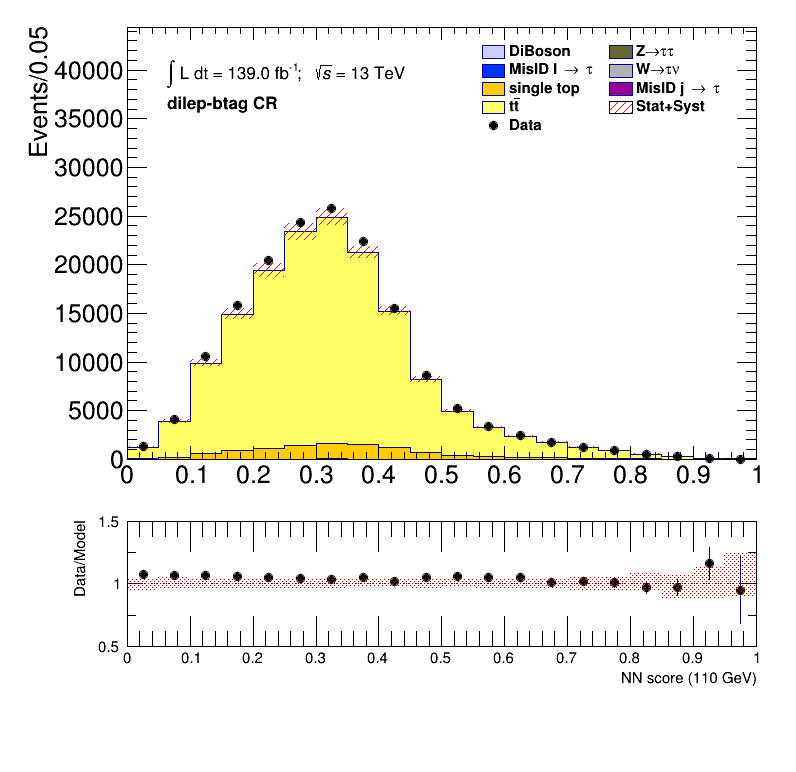 Events/0.05
40000
35000
30000
25000
20000
15000
10000
5000
0
∫ L dt = 139.0 fb⁻¹; √s = 13 TeV
dilep-btag CR
DiBoson
MisID l → τ
single top
tt̄
Data
Z→ττ
W→τν
MisID j → τ
Stat+Syst
0 0.1 0.2 0.3 0.4 0.5 0.6 0.7 0.8 0.9 1
Data/Model
1.5
1
0.5
0 0.1 0.2 0.3 0.4 0.5 0.6 0.7 0.8 0.9 1
NN score (110 GeV)